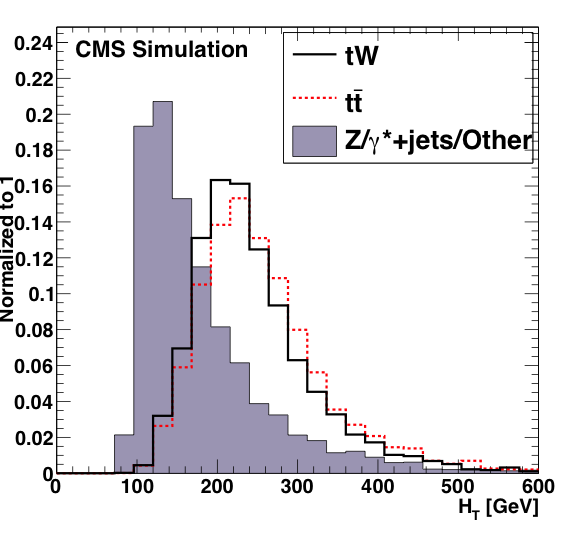 CMS Simulation
tW
tt̄
Z/γ*+jets/Other
Normalized to 1
0.24
0.22
0.2
0.18
0.16
0.14
0.12
0.1
0.08
0.06
0.04
0.02
0
0 100 200 300 400 500 600
H_T [GeV]